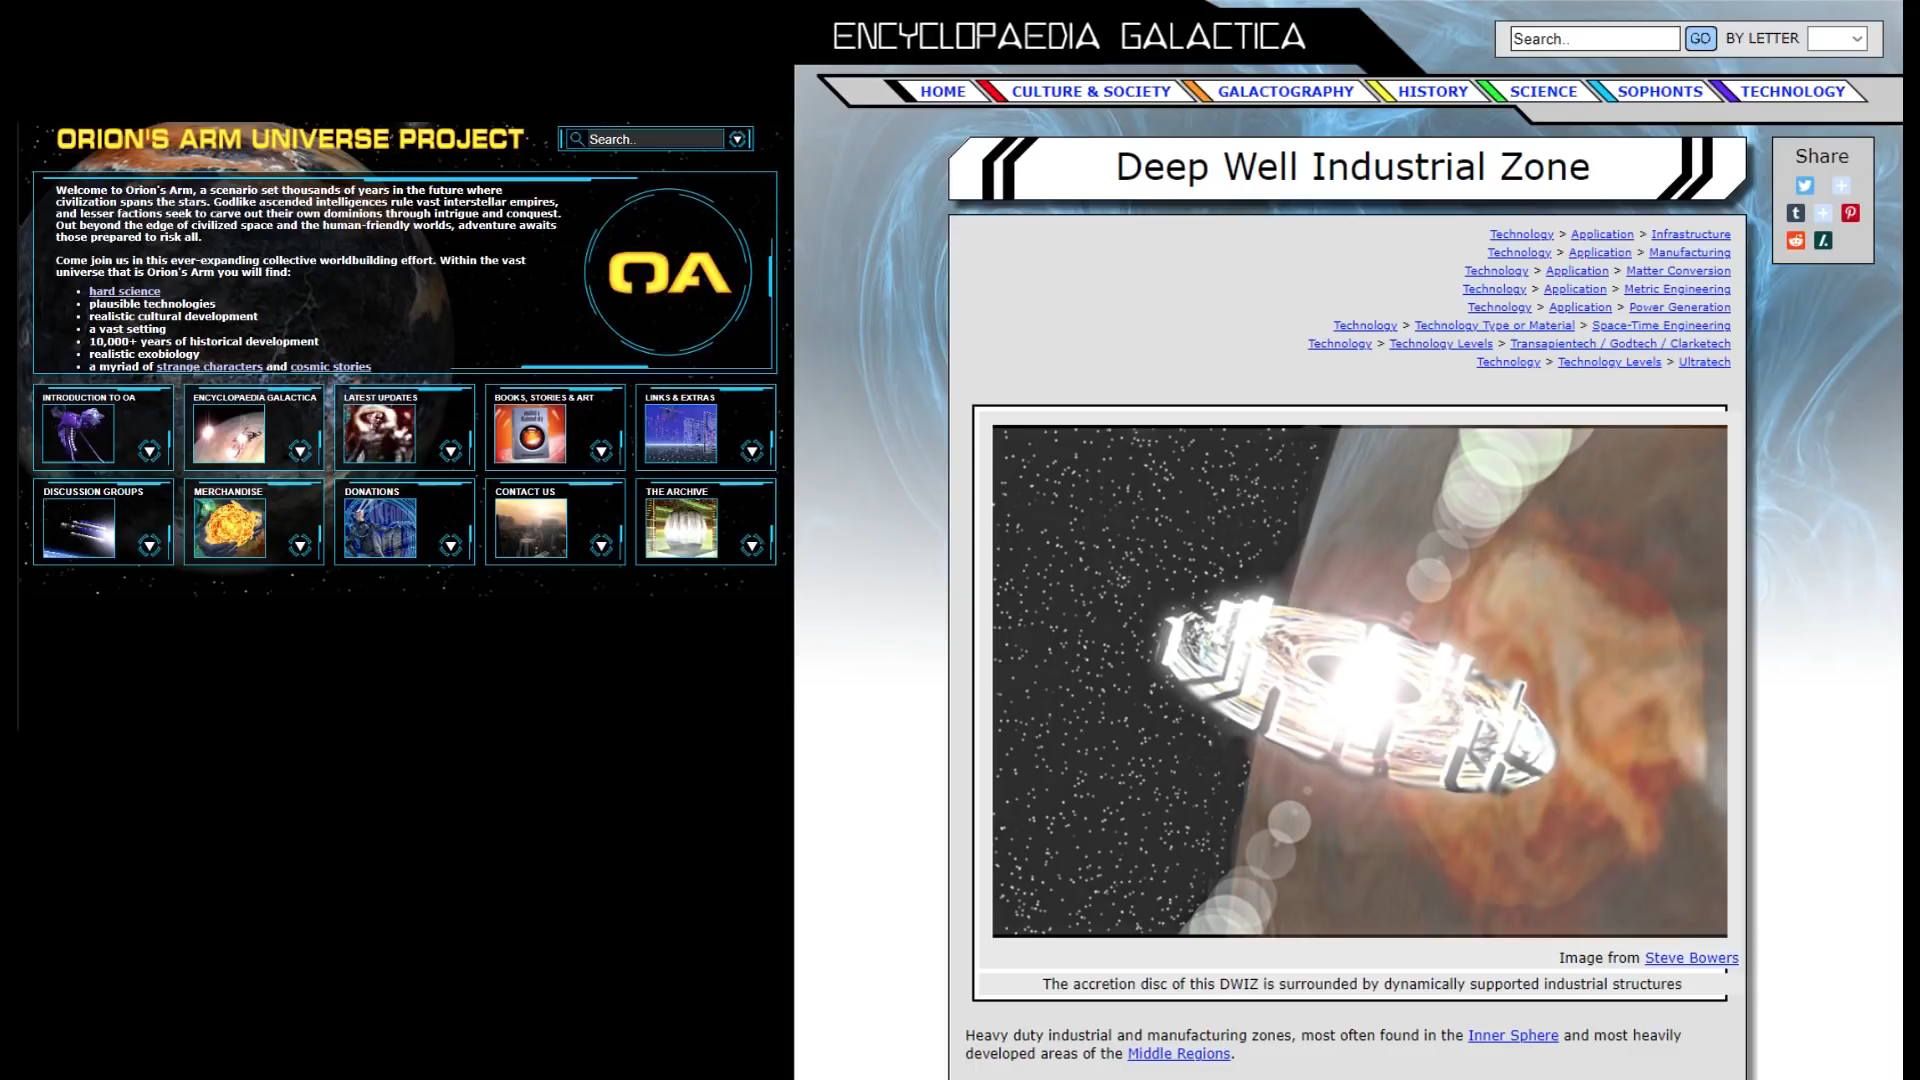 ORION'S ARM UNIVERSE PROJECT
Search..
Welcome to Orion's Arm, a scenario set thousands of years in the future where
civilization spans the stars. Godlike ascended intelligences rule vast interstellar empires,
and lesser factions seek to carve out their own dominions through intrigue and conquest.
Out beyond the edge of civilized space and the human-friendly worlds, adventure awaits
those prepared to risk all.
Come join us in this ever-expanding collective worldbuilding effort. Within the vast
universe that is Orion's Arm you will find:
• hard science
• plausible technologies
• realistic cultural development
• a vast setting
• 10,000+ years of historical development
• realistic exobiology
• a myriad of strange characters and cosmic stories
OA
INTRODUCTION TO OA
ENCYCLOPAEDIA GALACTICA
LATEST UPDATES
BOOKS, STORIES & ART
LINKS & EXTRAS
DISCUSSION GROUPS
MERCHANDISE
DONATIONS
CONTACT US
THE ARCHIVE
ENCYCLOPAEDIA GALACTICA
Search..
GO
BY LETTER
HOME
CULTURE & SOCIETY
GALACTOGRAPHY
HISTORY
SCIENCE
SOPHONTS
TECHNOLOGY
Deep Well Industrial Zone
Share
Technology > Application > Infrastructure
Technology > Application > Manufacturing
Technology > Application > Matter Conversion
Technology > Application > Metric Engineering
Technology > Application > Power Generation
Technology > Technology Type or Material > Space-Time Engineering
Technology > Technology Levels > Transapientech / Godtech / Clarketech
Technology > Technology Levels > Ultratech
Image from Steve Bowers
The accretion disc of this DWIZ is surrounded by dynamically supported industrial structures
Heavy duty industrial and manufacturing zones, most often found in the Inner Sphere and most heavily
developed areas of the Middle Regions.